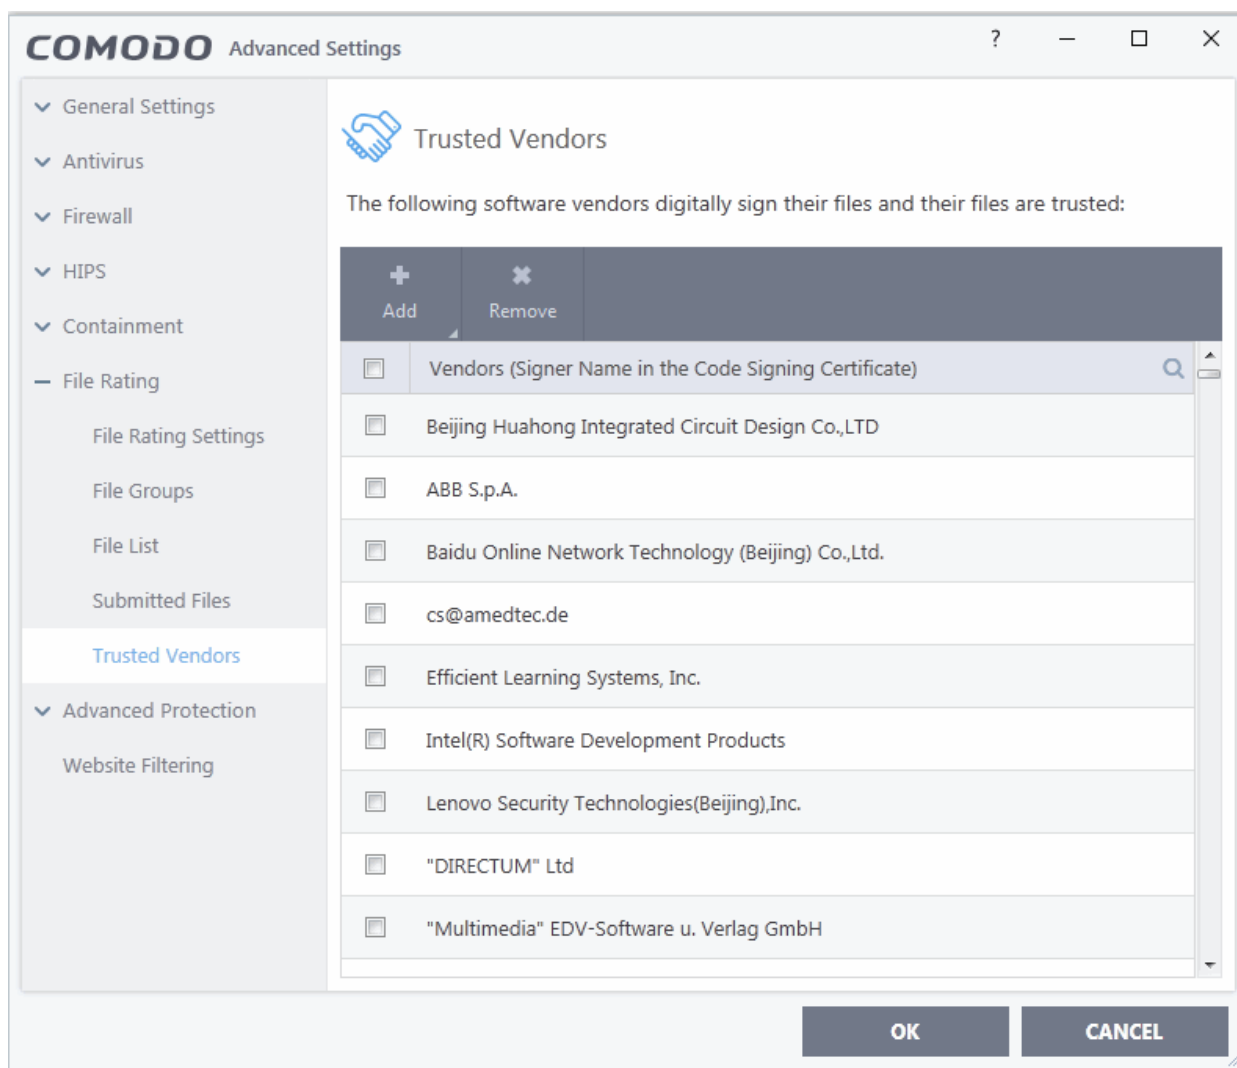 COMODO Advanced Settings
?
General Settings
Antivirus
Firewall
HIPS
Containment
File Rating
File Rating Settings
File Groups
File List
Submitted Files
Trusted Vendors
Advanced Protection
Website Filtering
Trusted Vendors
The following software vendors digitally sign their files and their files are trusted:
Add
Remove
Vendors (Signer Name in the Code Signing Certificate)
Beijing Huahong Integrated Circuit Design Co.,LTD
ABB S.p.A.
Baidu Online Network Technology (Beijing) Co.,Ltd.
cs@amedtec.de
Efficient Learning Systems, Inc.
Intel(R) Software Development Products
Lenovo Security Technologies(Beijing),Inc.
"DIRECTUM" Ltd
"Multimedia" EDV-Software u. Verlag GmbH
OK
CANCEL